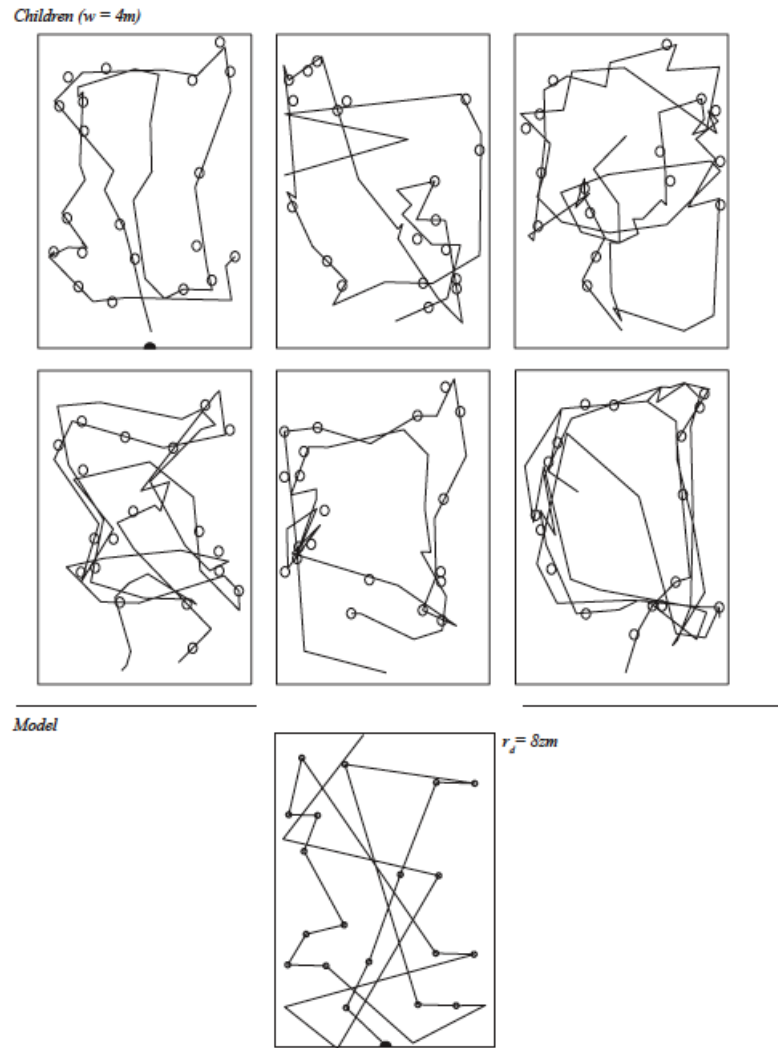 Children (w = 4m)
Model
r_d = 8zm